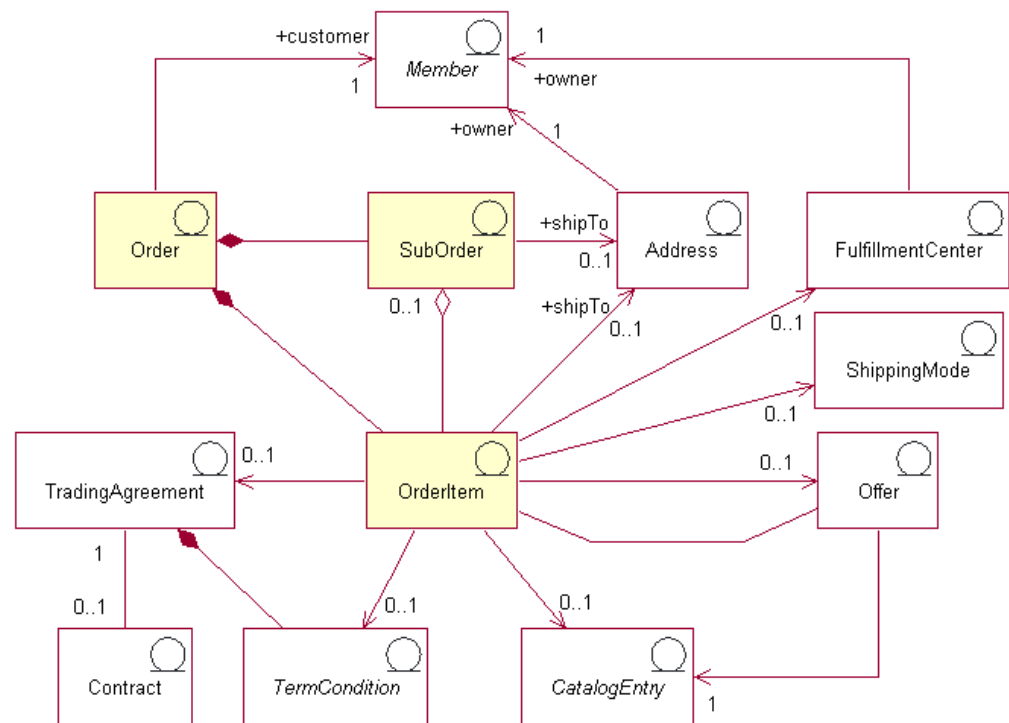 +customer
1
Member
1
+owner
+owner
1
Order
SubOrder
+shipTo
0..1
Address
FulfillmentCenter
0..1
+shipTo
0..1
0..1
ShippingMode
0..1
TradingAgreement
0..1
OrderItem
0..1
Offer
1
0..1
0..1
0..1
Contract
TermCondition
CatalogEntry
1